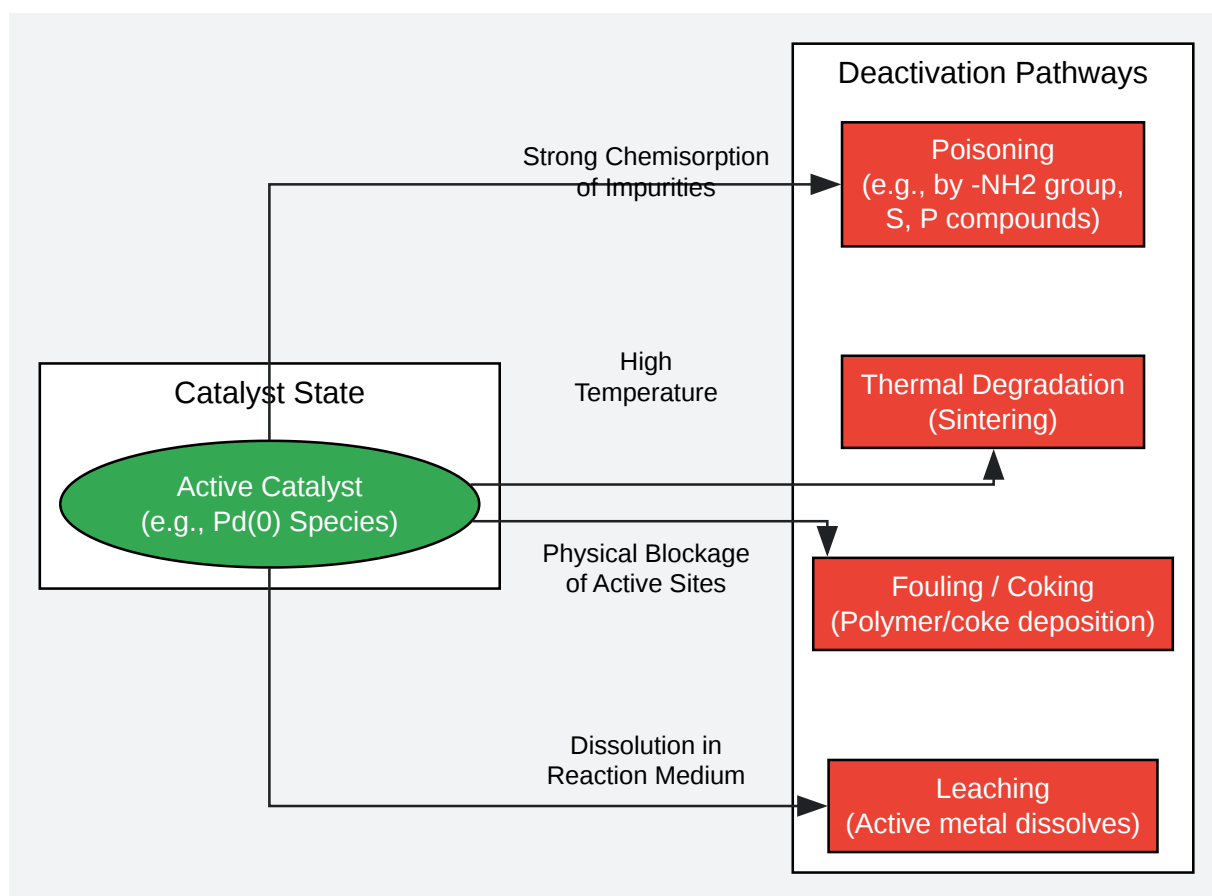 Deactivation Pathways
Strong Chemisorption
of Impurities
Poisoning
(e.g., by -NH2 group,
S, P compounds)
High
Temperature
Thermal Degradation
(Sintering)
Catalyst State
Active Catalyst
(e.g., Pd(0) Species)
Physical Blockage
of Active Sites
Fouling / Coking
(Polymer/coke deposition)
Dissolution in
Reaction Medium
Leaching
(Active metal dissolves)